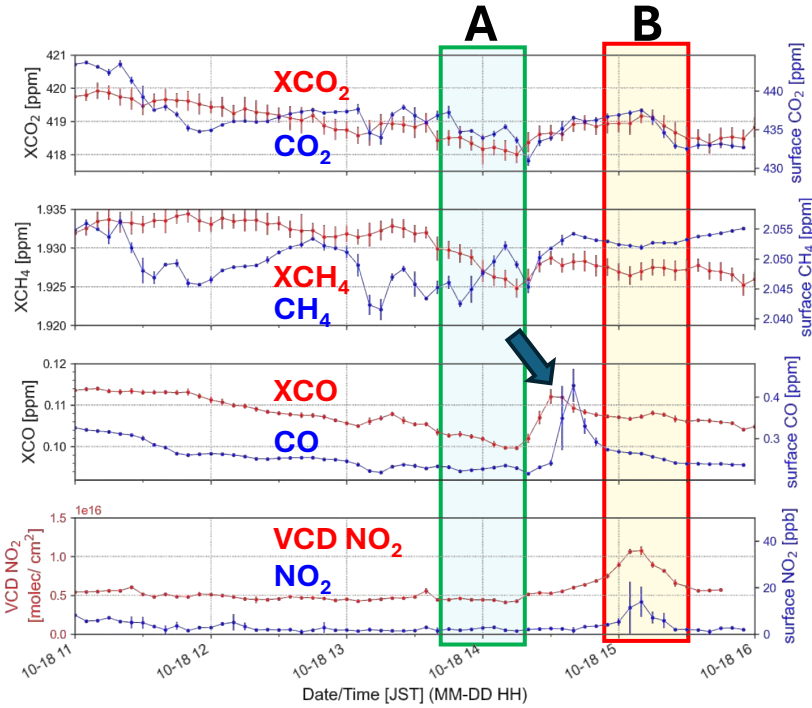 A
B
421
420
419
418
XCO₂ [ppm]
XCO₂
CO₂
440
435
430
surface CO₂ [ppm]
1.935
1.930
1.925
1.920
XCH₄ [ppm]
XCH₄
CH₄
2.055
2.050
2.045
2.040
surface CH₄ [ppm]
0.12
0.11
0.10
XCO [ppm]
XCO
CO
0.4
0.3
surface CO [ppm]
1e16
1.5
1.0
0.5
0.0
VCD NO₂
[molec/ cm²]
VCD NO₂
NO₂
40
20
0
surface NO₂ [ppb]
10-18 11
10-18 12
10-18 13
10-18 14
10-18 15
10-18 16
Date/Time [JST] (MM-DD HH)